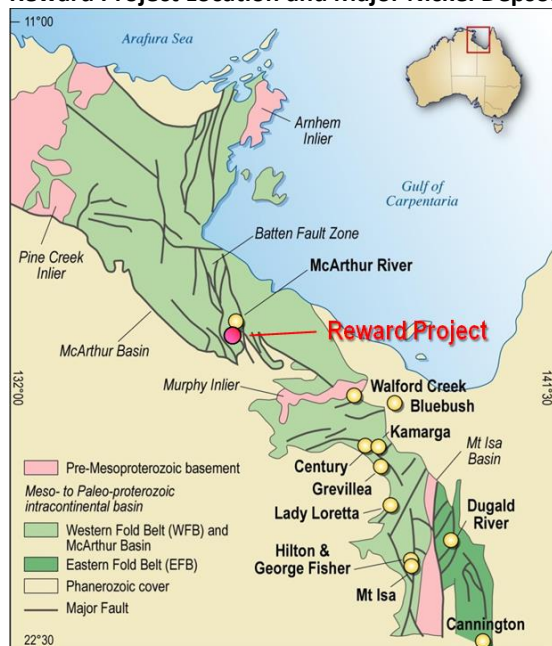 Reward Project Location and Major Nickel Depos
11°00
Arafura Sea
Arnhem
Inlier
Gulf of
Carpentaria
Pine Creek
Inlier
Batten Fault Zone
McArthur River
Reward Project
McArthur Basin
132°00
141°30
Murphy Inlier
Walford Creek
Bluebush
Kamarga
Mt Isa
Basin
Century
Grevillea
Lady Loretta
Dugald
River
Hilton &
George Fisher
Mt Isa
Cannington
Pre-Mesoproterozoic basement
Meso- to Paleo-proterozoic
intracontinental basin
Western Fold Belt (WFB) and
McArthur Basin
Eastern Fold Belt (EFB)
Phanerozoic cover
Major Fault
22°30